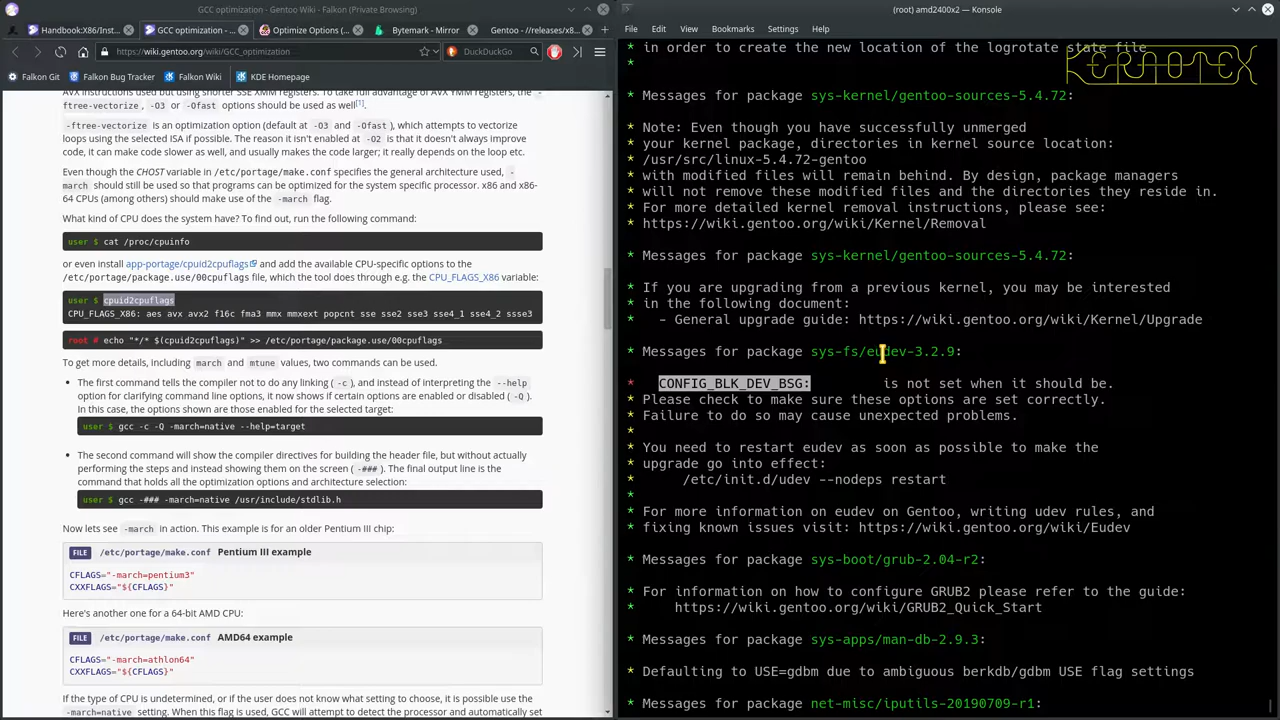 GCC optimization - Gentoo Wiki - Falkon (Private Browsing)
Handbook:X86/Inst...
GCC optimization - ...
Optimize Options (...
Bytemark - Mirror
Gentoo - //releases/x8...
https://wiki.gentoo.org/wiki/GCC_optimization
DuckDuckGo
Falkon Git
Falkon Bug Tracker
Falkon Wiki
KDE Homepage
AVX instructions used but using shorter SSE XMM registers. To take full advantage of AVX YMM registers, the -
ftree-vectorize, -O3 or -Ofast options should be used as well[1].
-ftree-vectorize is an optimization option (default at -O3 and -Ofast), which attempts to vectorize
loops using the selected ISA if possible. The reason it isn't enabled at -O2 is that it doesn't always improve
code, it can make code slower as well, and usually makes the code larger; it really depends on the loop etc.
Even though the CHOST variable in /etc/portage/make.conf specifies the general architecture used, -
march should still be used so that programs can be optimized for the system specific processor. x86 and x86-
64 CPUs (among others) should make use of the -march flag.
What kind of CPU does the system have? To find out, run the following command:
user $ cat /proc/cpuinfo
or even install app-portage/cpuid2cpuflags and add the available CPU-specific options to the
/etc/portage/package.use/00cpuflags file, which the tool does through e.g. the CPU_FLAGS_X86 variable:
user $ cpuid2cpuflags
CPU_FLAGS_X86: aes avx avx2 f16c fma3 mmx mmxext popcnt sse sse2 sse3 sse4_1 sse4_2 ssse3
root # echo "*/* $(cpuid2cpuflags)" >> /etc/portage/package.use/00cpuflags
To get more details, including march and mtune values, two commands can be used.
The first command tells the compiler not to do any linking (-c), and instead of interpreting the --help
option for clarifying command line options, it now shows if certain options are enabled or disabled (-Q).
In this case, the options shown are those enabled for the selected target:
user $ gcc -c -Q -march=native --help=target
The second command will show the compiler directives for building the header file, but without actually
performing the steps and instead showing them on the screen (-###). The final output line is the
command that holds all the optimization options and architecture selection:
user $ gcc -### -march=native /usr/include/stdlib.h
Now lets see -march in action. This example is for an older Pentium III chip:
FILE /etc/portage/make.conf Pentium III example
CFLAGS="-march=pentium3"
CXXFLAGS="${CFLAGS}"
Here's another one for a 64-bit AMD CPU:
FILE /etc/portage/make.conf AMD64 example
CFLAGS="-march=athlon64"
CXXFLAGS="${CFLAGS}"
If the type of CPU is undetermined, or if the user does not know what setting to choose, it is possible use the
-march=native setting. When this flag is used, GCC will attempt to detect the processor and automatically set
(root) amd2400x2 — Konsole
File Edit View Bookmarks Settings Help
KERNOTEX
* in order to create the new location of the logrotate state file
*
* Messages for package sys-kernel/gentoo-sources-5.4.72:
* Note: Even though you have successfully unmerged
* your kernel package, directories in kernel source location:
* /usr/src/linux-5.4.72-gentoo
* with modified files will remain behind. By design, package managers
* will not remove these modified files and the directories they reside in.
* For more detailed kernel removal instructions, please see:
* https://wiki.gentoo.org/wiki/Kernel/Removal
* Messages for package sys-kernel/gentoo-sources-5.4.72:
* If you are upgrading from a previous kernel, you may be interested
* in the following document:
* - General upgrade guide: https://wiki.gentoo.org/wiki/Kernel/Upgrade
* Messages for package sys-fs/eudev-3.2.9:
* CONFIG_BLK_DEV_BSG: is not set when it should be.
* Please check to make sure these options are set correctly.
* Failure to do so may cause unexpected problems.
*
* You need to restart eudev as soon as possible to make the
* upgrade go into effect:
* /etc/init.d/udev --nodeps restart
*
* For more information on eudev on Gentoo, writing udev rules, and
* fixing known issues visit: https://wiki.gentoo.org/wiki/Eudev
* Messages for package sys-boot/grub-2.04-r2:
* For information on how to configure GRUB2 please refer to the guide:
* https://wiki.gentoo.org/wiki/GRUB2_Quick_Start
* Messages for package sys-apps/man-db-2.9.3:
* Defaulting to USE=gdbm due to ambiguous berkdb/gdbm USE flag settings
* Messages for package net-misc/iputils-20190709-r1: